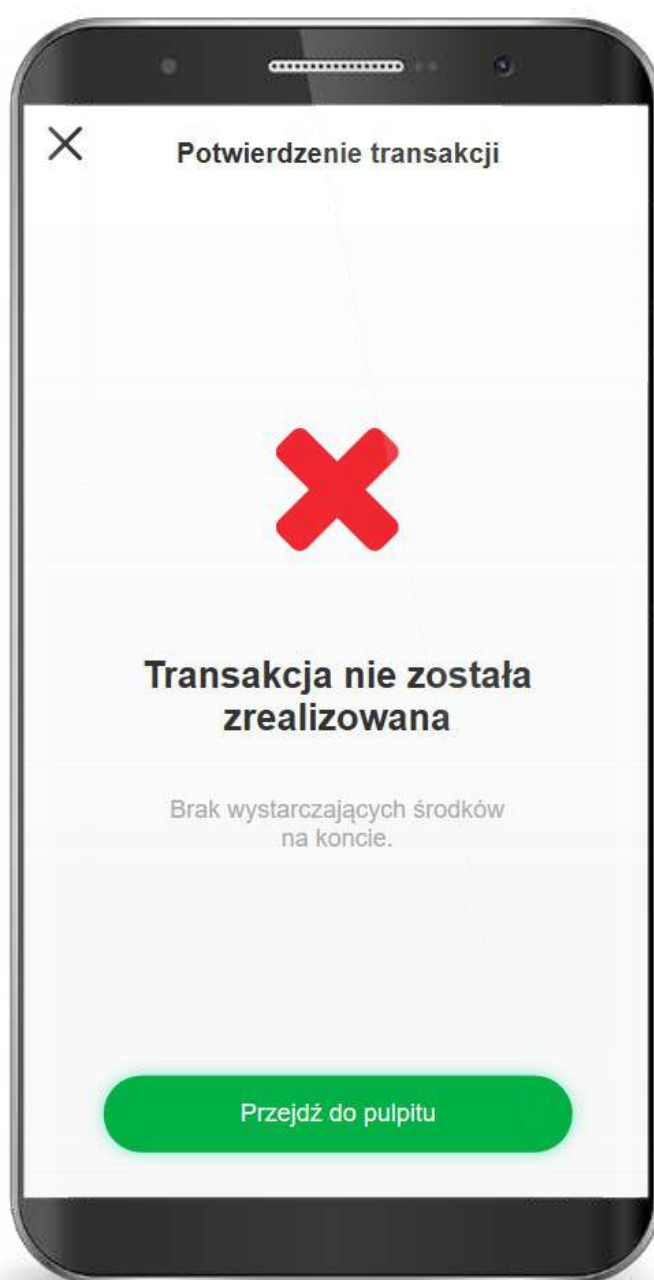 Potwierdzenie transakcji
Transakcja nie została
zrealizowana
Brak wystarczających środków
na koncie.
Przejdź do pulpitu